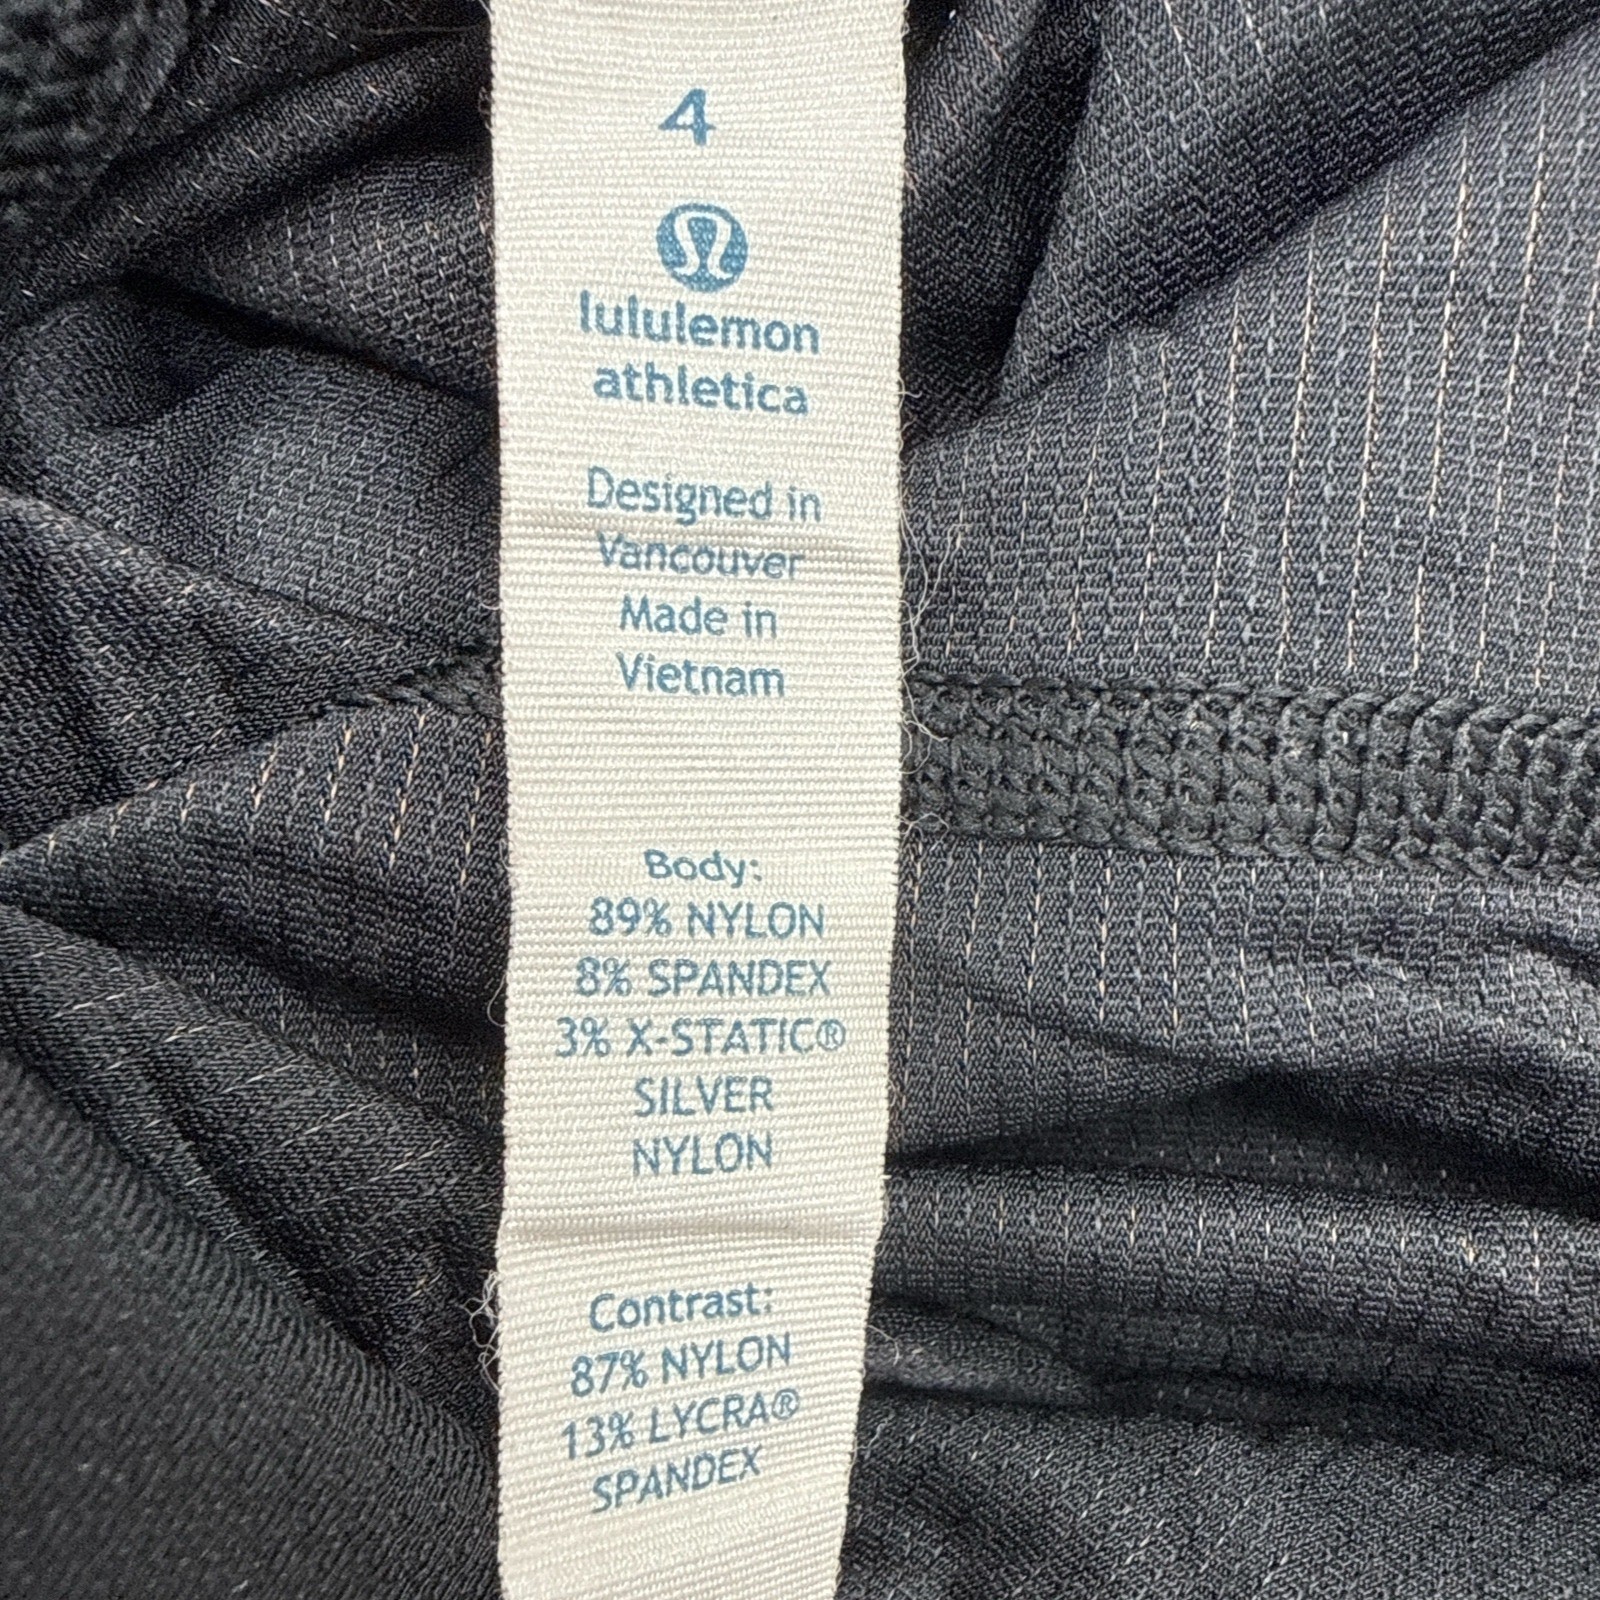 4
lululemon
athletica
Designed in
Vancouver
Made in
Vietnam
Body:
89% NYLON
8% SPANDEX
3% X-STATIC®
SILVER
NYLON
Contrast:
87% NYLON
13% LYCRA®
SPANDEX